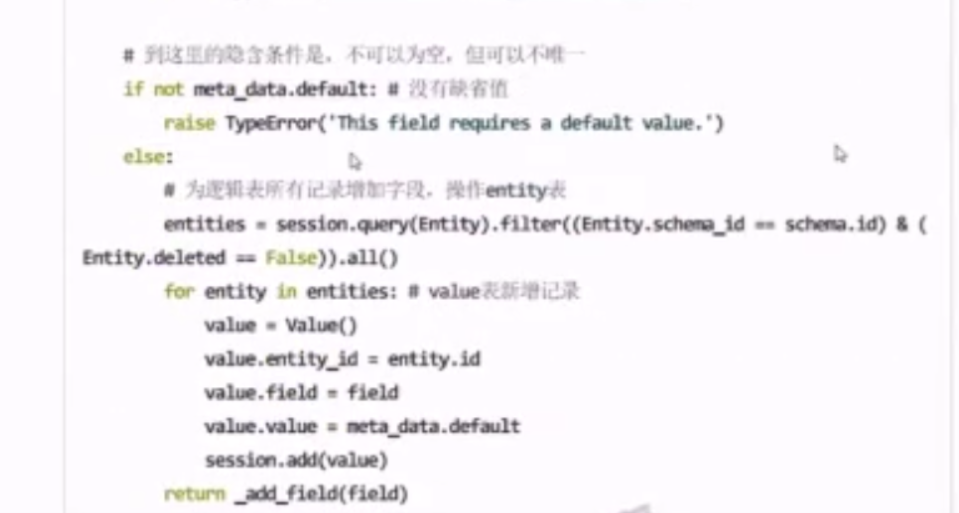 # 到这里的隐含条件是，不可以为空，但可以不唯一
if not meta_data.default: # 没有缺省值
raise TypeError('This field requires a default value.')
else:
# 为逻辑表所有记录增加字段，操作entity表
entities = session.query(Entity).filter((Entity.schema_id == schema.id) & (
Entity.deleted == False)).all()
for entity in entities: # value表新增记录
value = Value()
value.entity_id = entity.id
value.field = field
value.value = meta_data.default
session.add(value)
return _add_field(field)